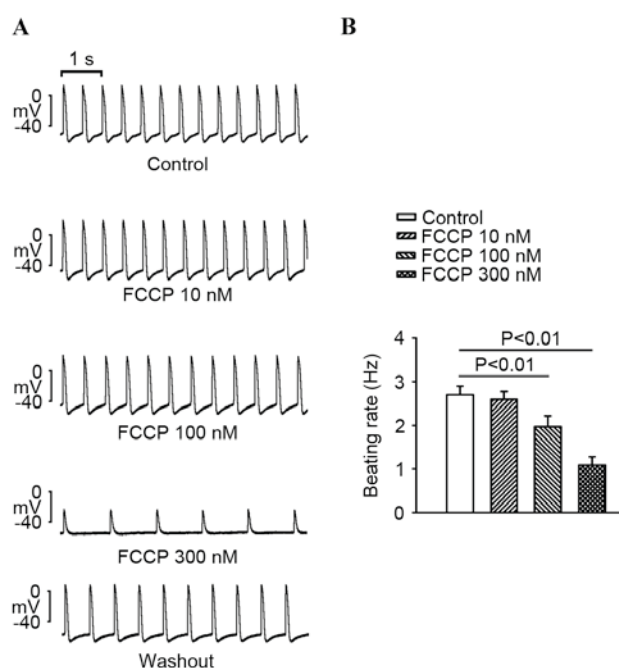 A
1 s
0
mV
-40
Control
0
mV
-40
FCCP 10 nM
0
mV
-40
FCCP 100 nM
0
mV
-40
FCCP 300 nM
0
mV
-40
Washout
B
Control
FCCP 10 nM
FCCP 100 nM
FCCP 300 nM
P<0.01
P<0.01
Beating rate (Hz)
4
3
2
1
0